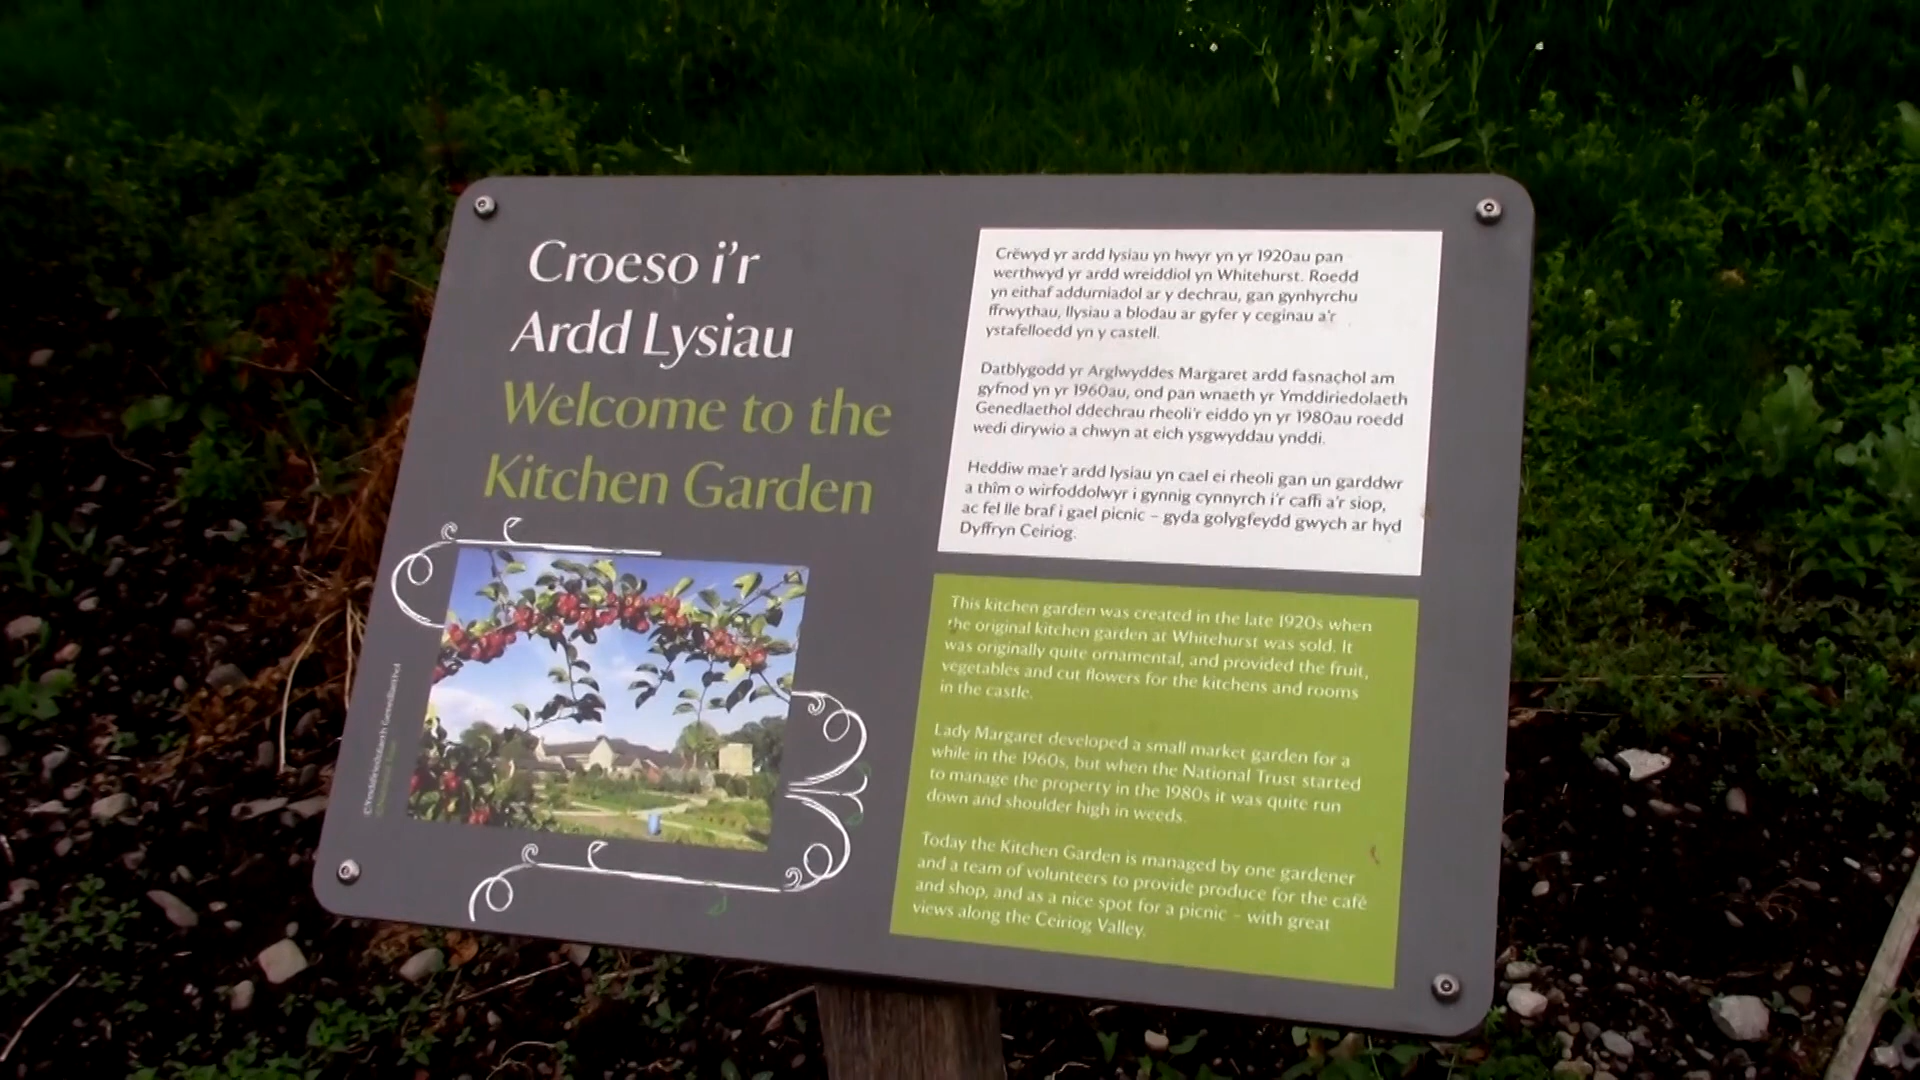 Croeso i'r
Ardd Lysiau
Welcome to the
Kitchen Garden
Crëwyd yr ardd lysiau yn hwyr yn yr 1920au pan
werthwyd yr ardd wreiddiol yn Whitehurst. Roedd
yn eithaf addurniadol ar y dechrau, gan gynhyrchu
ffrwythau, llysiau a blodau ar gyfer y ceginau a'r
ystafelloedd yn y castell.
Datblygodd yr Arglwyddes Margaret ardd fasnachol am
gyfnod yn yr 1960au, ond pan wnaeth yr Ymddiriedolaeth
Genedlaethol ddechrau rheoli'r eiddo yn yr 1980au roedd
wedi dirywio a chwyn at eich ysgwyddau ynddi.
Heddiw mae'r ardd lysiau yn cael ei rheoli gan un garddwr
a thîm o wirfoddolwyr i gynnig cynnyrch i'r caffi a'r siop,
ac fel lle braf i gael picnic – gyda golygfeydd gwych ar hyd
Dyffryn Ceiriog.
This kitchen garden was created in the late 1920s when
the original kitchen garden at Whitehurst was sold. It
was originally quite ornamental, and provided the fruit,
vegetables and cut flowers for the kitchens and rooms
in the castle.
Lady Margaret developed a small market garden for a
while in the 1960s, but when the National Trust started
to manage the property in the 1980s it was quite run
down and shoulder high in weeds.
Today the Kitchen Garden is managed by one gardener
and a team of volunteers to provide produce for the café
and shop, and as a nice spot for a picnic – with great
views along the Ceiriog Valley.